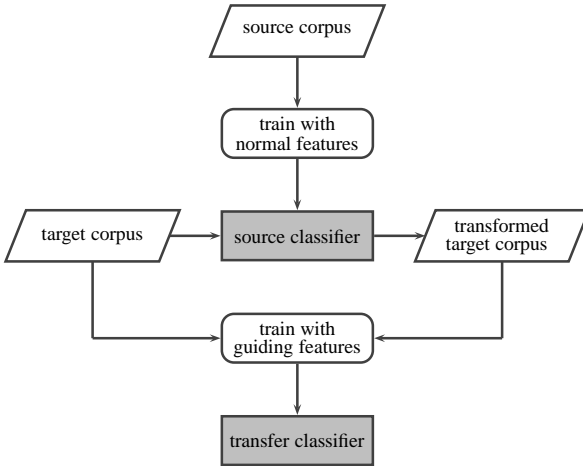 source corpus
train with
normal features
target corpus
source classifier
transformed
target corpus
train with
guiding features
transfer classifier